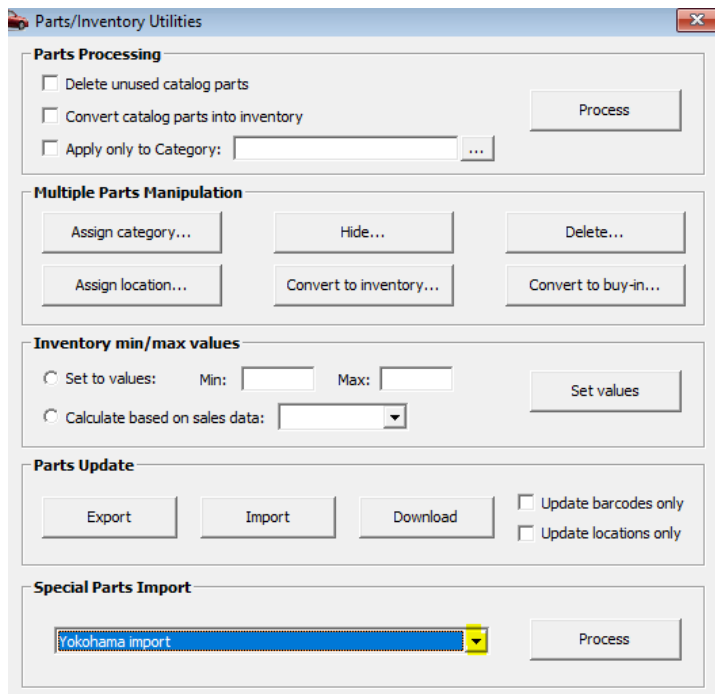 Parts/Inventory Utilities
Parts Processing
Delete unused catalog parts
Convert catalog parts into inventory
Process
Apply only to Category: ...
Multiple Parts Manipulation
Assign category... Hide... Delete...
Assign location... Convert to inventory... Convert to buy-in...
Inventory min/max values
Set to values: Min: Max:
Set values
Calculate based on sales data:
Parts Update
Export Import Download
Update barcodes only
Update locations only
Special Parts Import
Yokohama import Process